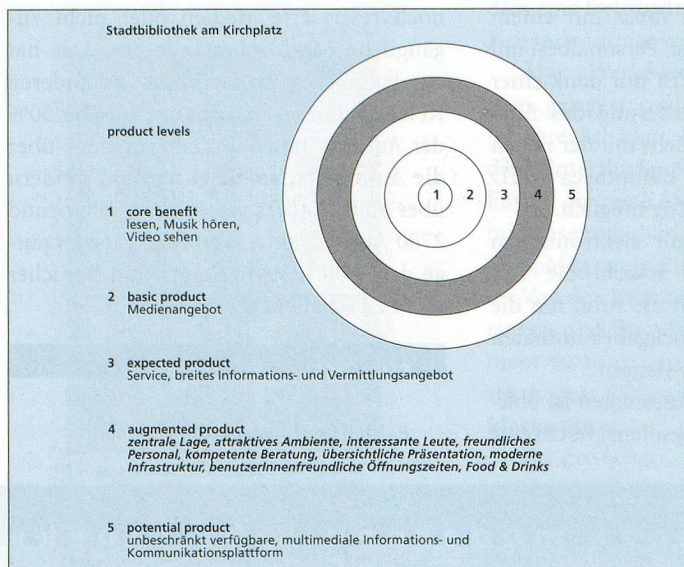 Stadtbibliothek am Kirchplatz
product levels
1 2 3 4 5
1 core benefit
lesen, Musik hören,
Video sehen
2 basic product
Medienangebot
3 expected product
Service, breites Informations- und Vermittlungsangebot
4 augmented product
zentrale Lage, attraktives Ambiente, interessante Leute, freundliches
Personal, kompetente Beratung, übersichtliche Präsentation, moderne
Infrastruktur, benutzerInnenfreundliche Öffnungszeiten, Food & Drinks
5 potential product
unbeschränkt verfügbare, multimediale Informations- und
Kommunikationsplattform